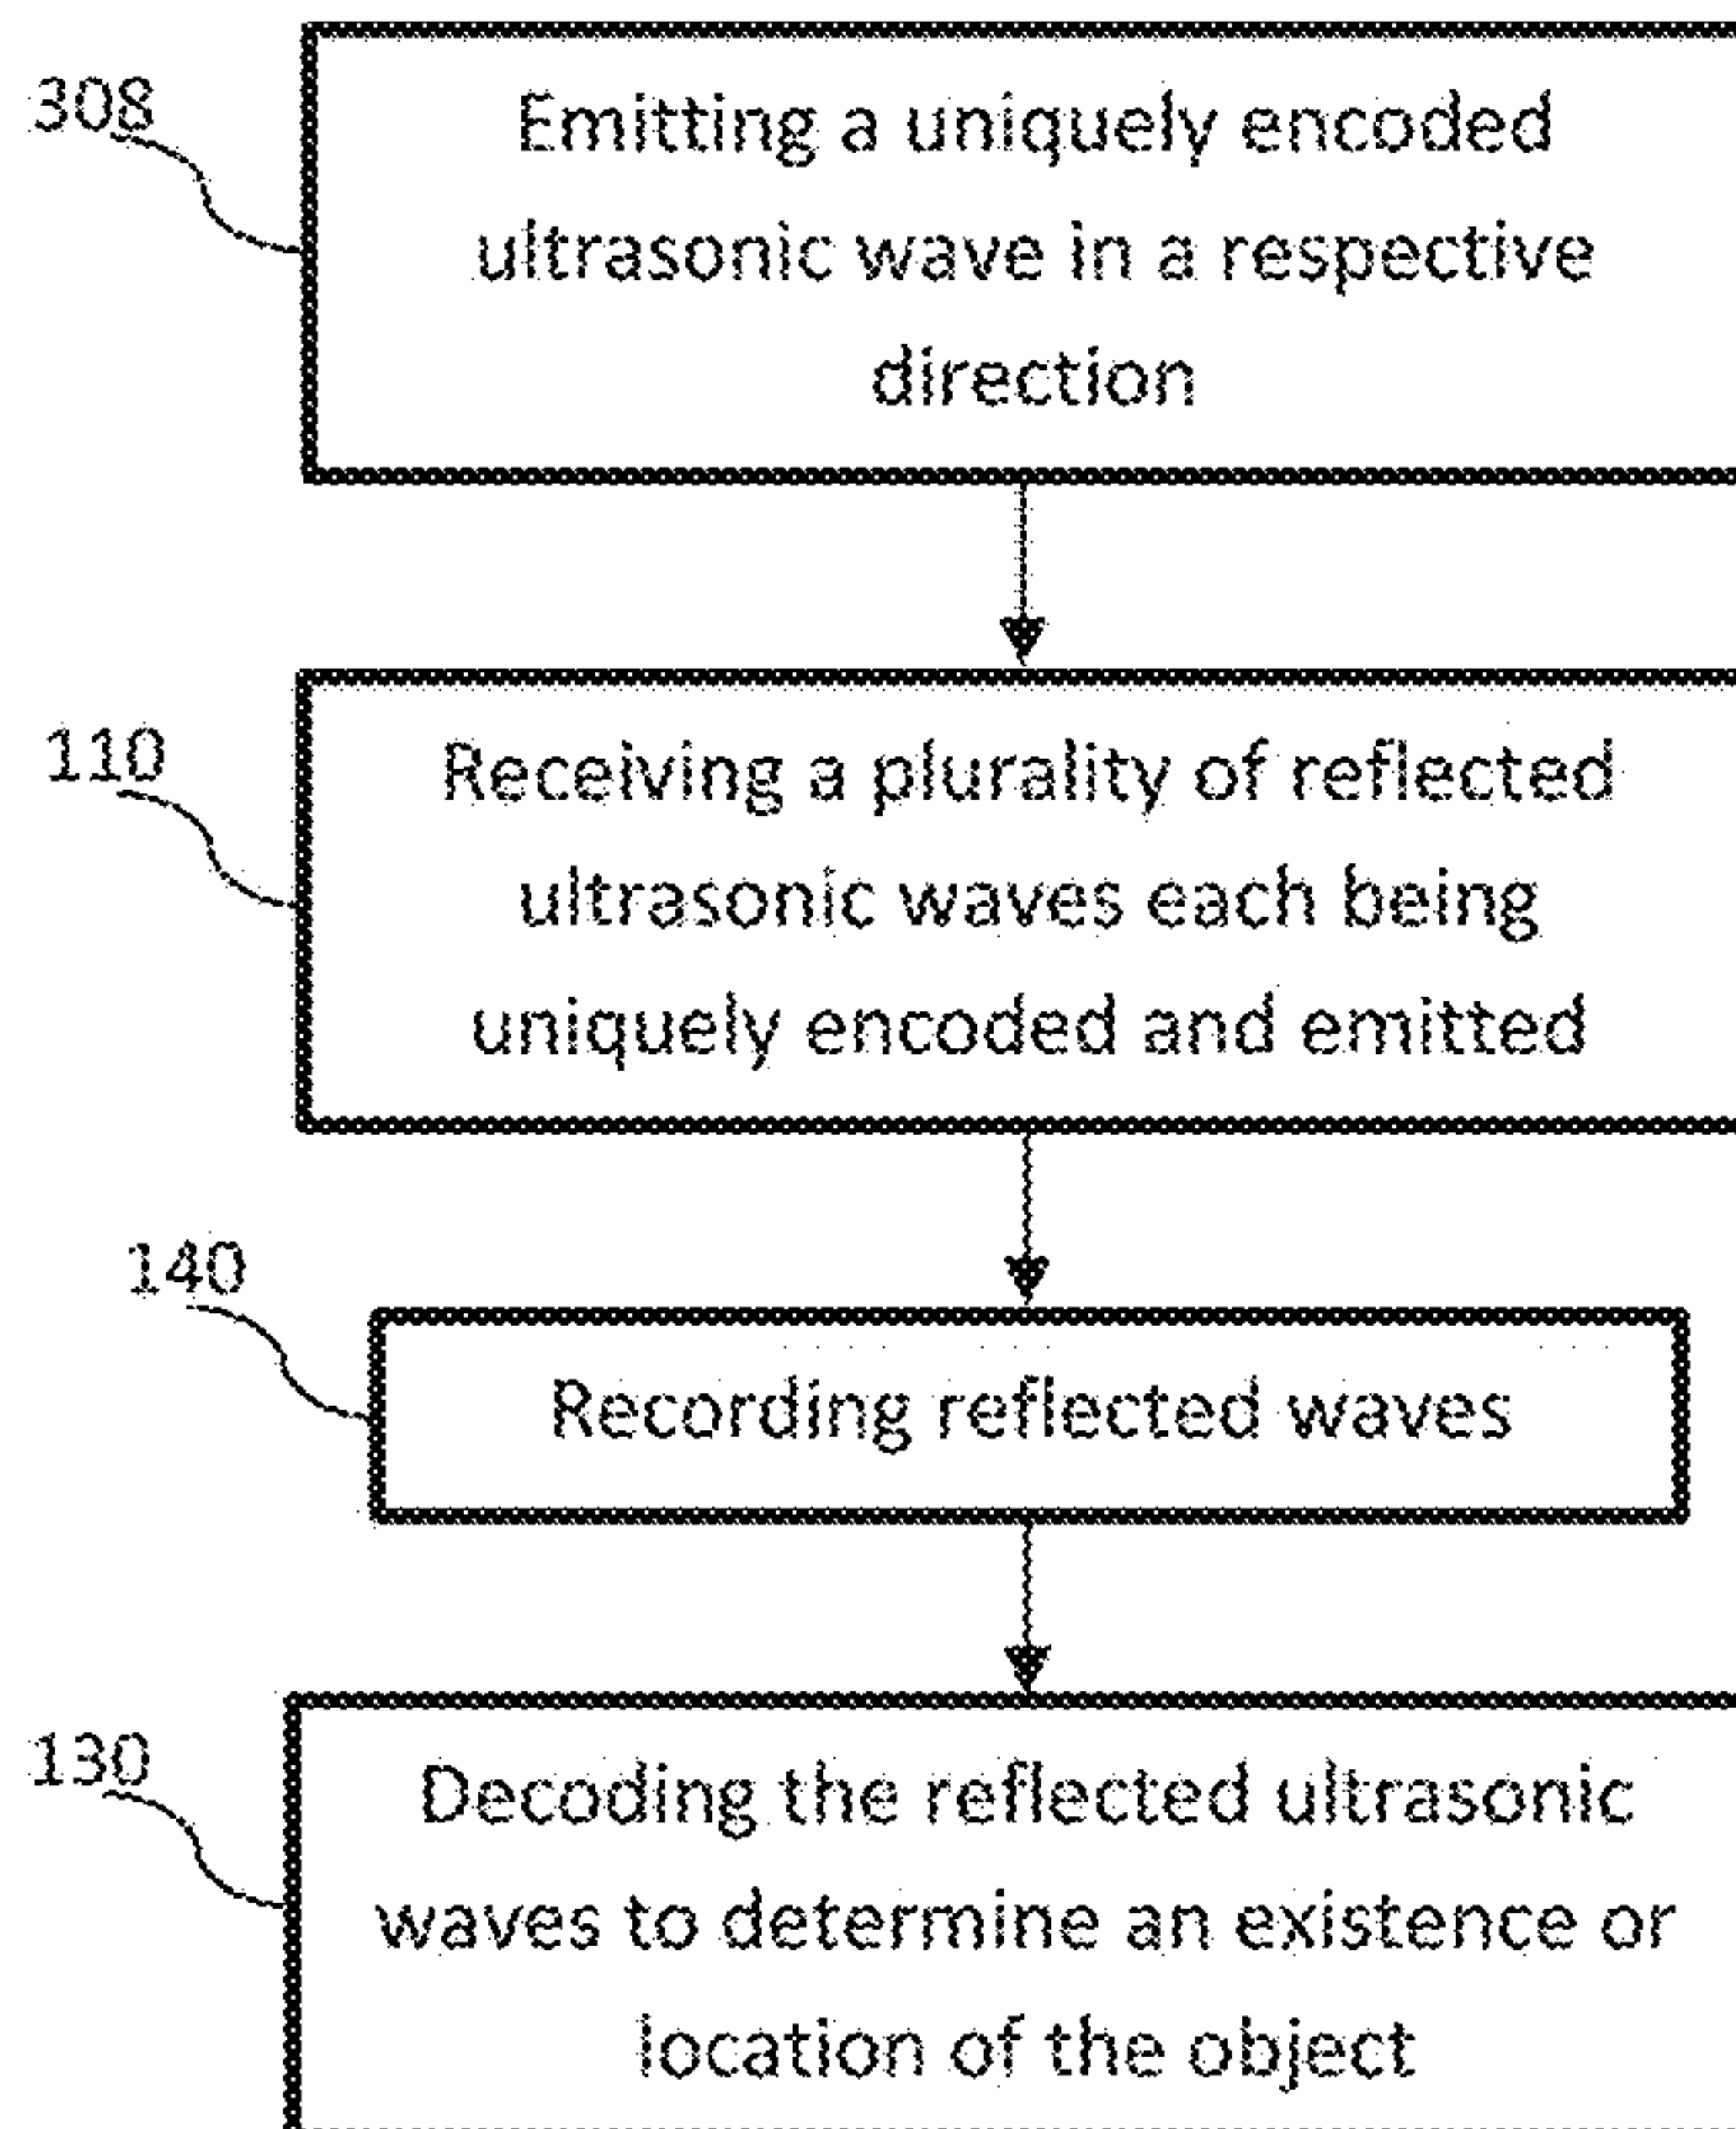 308
Emitting a uniquely encoded
ultrasonic wave in a respective
direction
110
Receiving a plurality of reflected
ultrasonic waves each being
uniquely encoded and emitted
140
Recording reflected waves
130
Decoding the reflected ultrasonic
waves to determine an existence or
location of the object